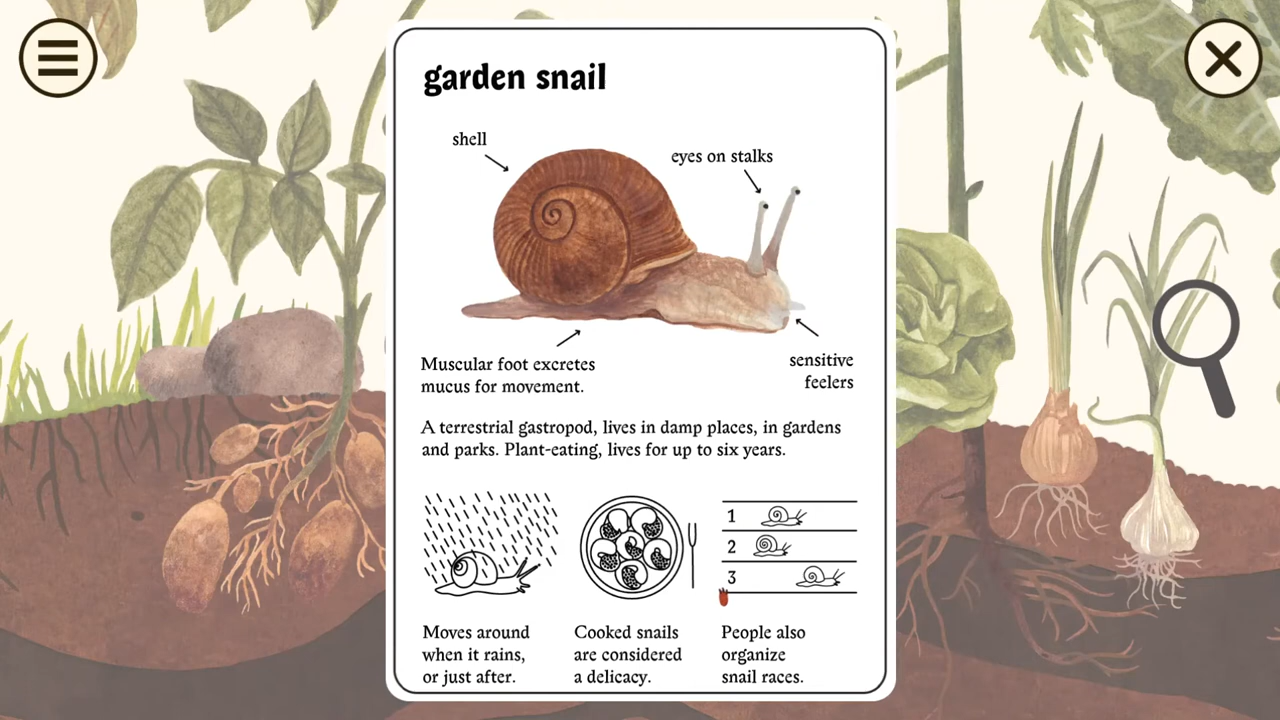 garden snail
shell
eyes on stalks
Muscular foot excretes
mucus for movement.
sensitive
feelers
A terrestrial gastropod, lives in damp places, in gardens
and parks. Plant-eating, lives for up to six years.
1
2
3
Moves around
when it rains,
or just after.
Cooked snails
are considered
a delicacy.
People also
organize
snail races.